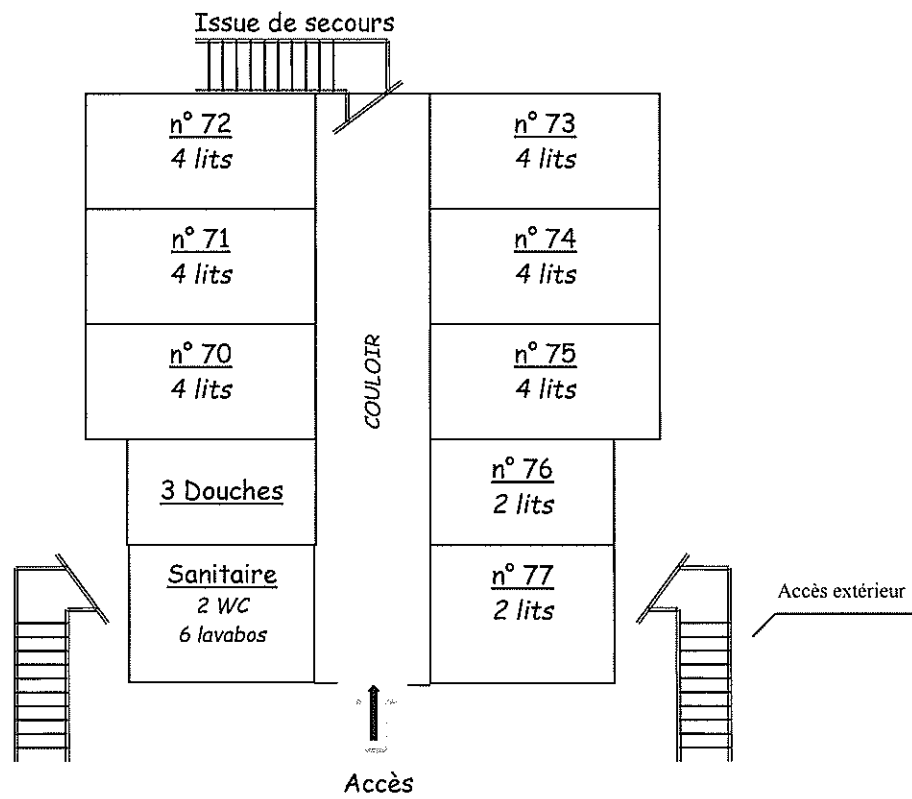 Issue de secours
n° 72
4 lits
n° 73
4 lits
n° 71
4 lits
n° 74
4 lits
n° 70
4 lits
COULOIR
n° 75
4 lits
3 Douches
n° 76
2 lits
Sanitaire
2 WC
6 lavabos
n° 77
2 lits
Accès extérieur
Accès